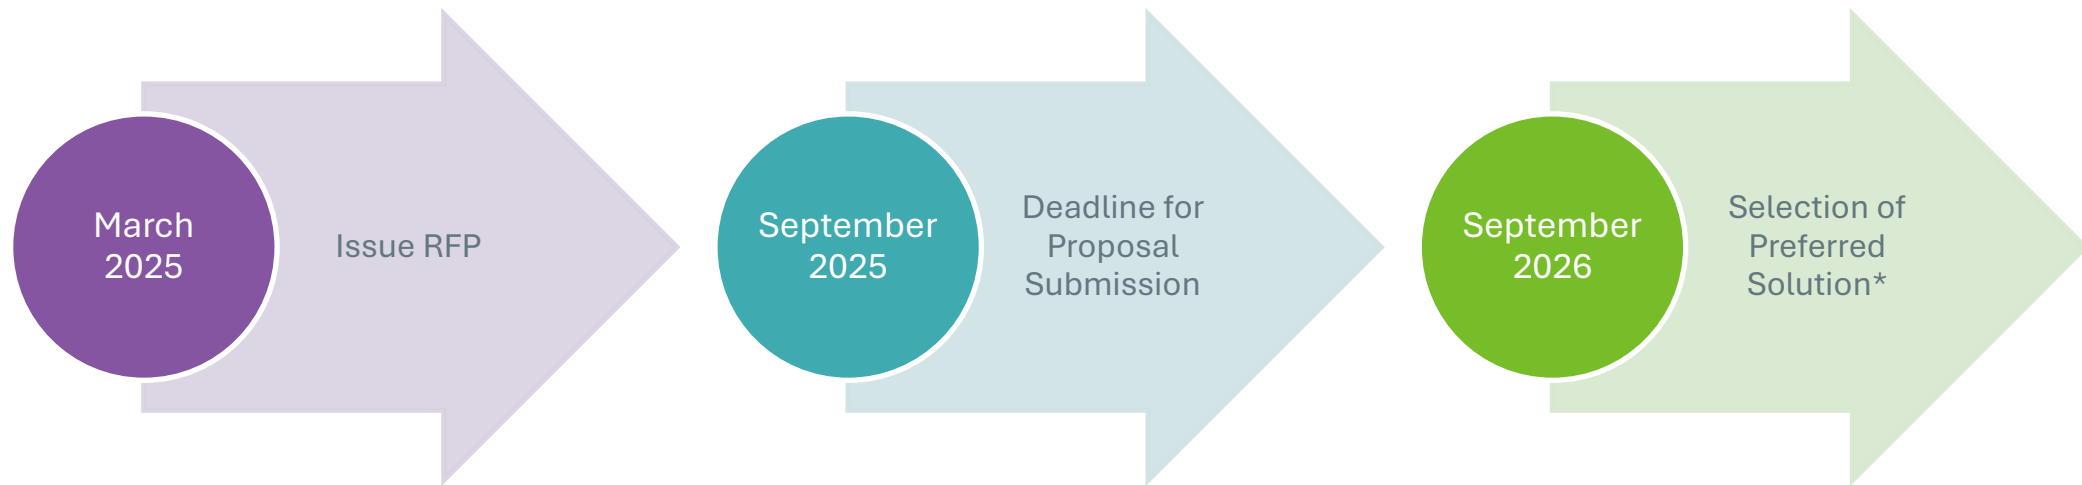 March
2025
Issue RFP
September
2025
Deadline for
Proposal
Submission
September
2026
Selection of
Preferred
Solution*